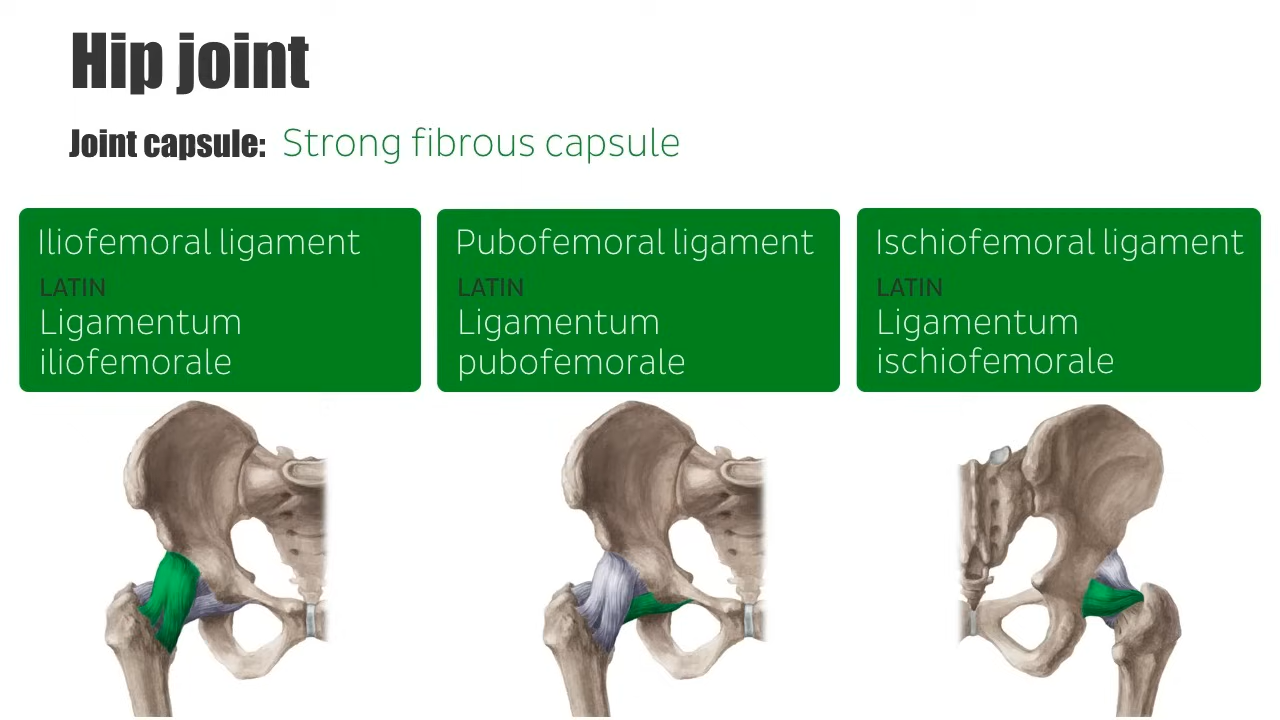 Hip joint
Joint capsule: Strong fibrous capsule
Iliofemoral ligament
LATIN
Ligamentum
iliofemorale
Pubofemoral ligament
LATIN
Ligamentum
pubofemorale
Ischiofemoral ligament
LATIN
Ligamentum
ischiofemorale